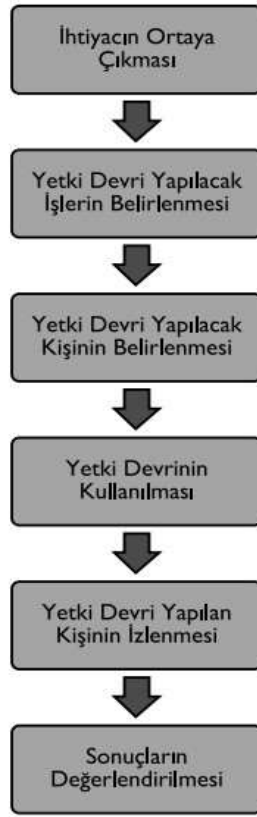 İhtiyacın Ortaya
Çıkması
Yetki Devri Yapılacak
İşlerin Belirlenmesi
Yetki Devri Yapılacak
Kişinin Belirlenmesi
Yetki Devrinin
Kullanılması
Yetki Devri Yapılan
Kişinin İzlenmesi
Sonuçların
Değerlendirilmesi